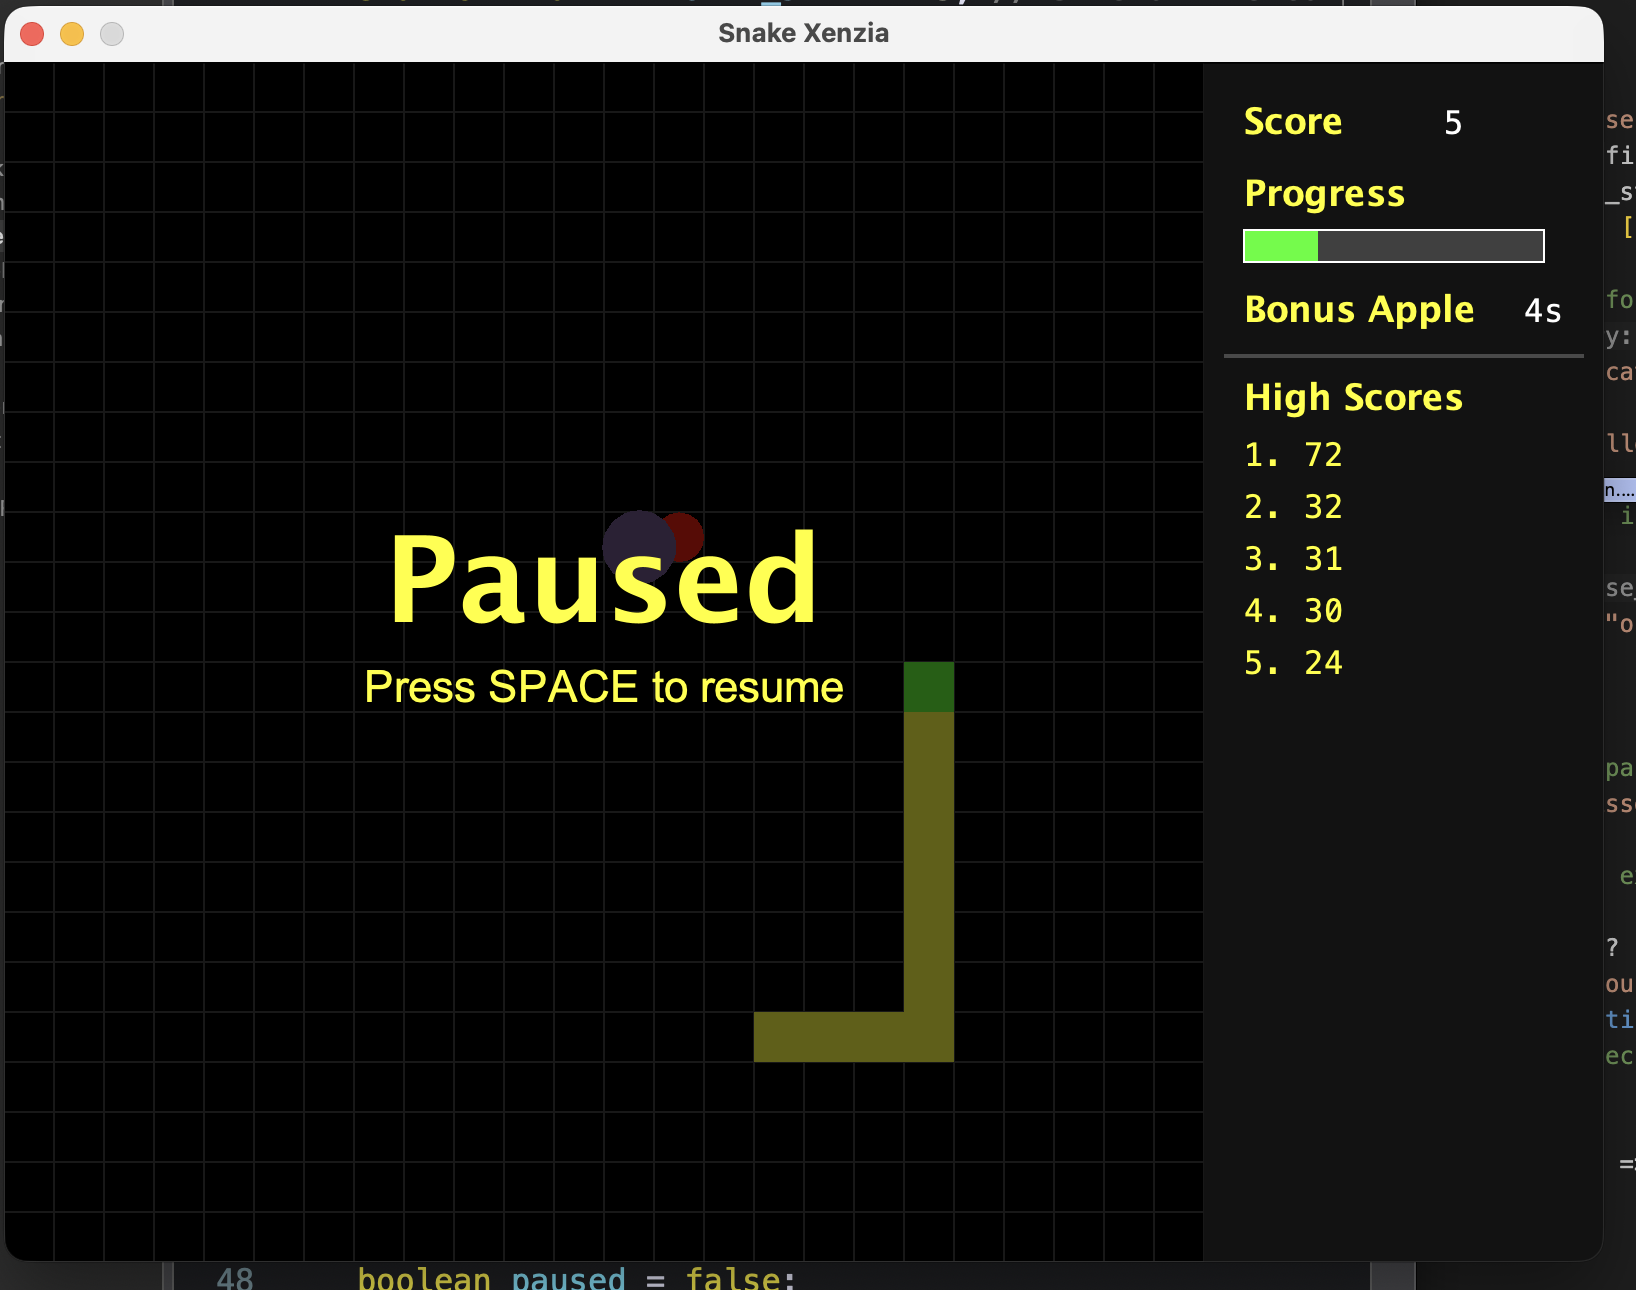 Snake Xenzia
Score 5
Progress
Bonus Apple 4s
High Scores
1. 72
2. 32
3. 31
4. 30
5. 24
Paused
Press SPACE to resume
48 boolean paused = false;